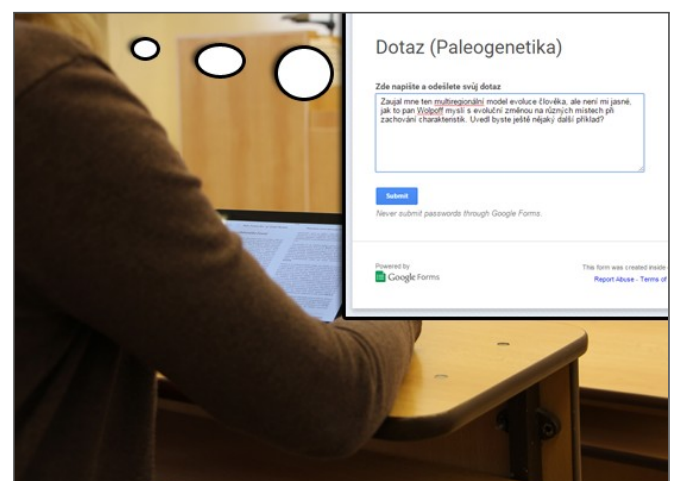 Dotaz (Paleogenetika)
Zde napište a odešlete svůj dotaz
Zaujal mne ten multiregionální model evoluce člověka, ale není mi jasné,
jak to pan Wolpoff myslí s evoluční změnou na různých místech při
zachování charakteristik. Uvedl byste ještě nějaký další příklad?
Submit
Never submit passwords through Google Forms.
Powered by
Google Forms
This form was created inside
Report Abuse - Terms of